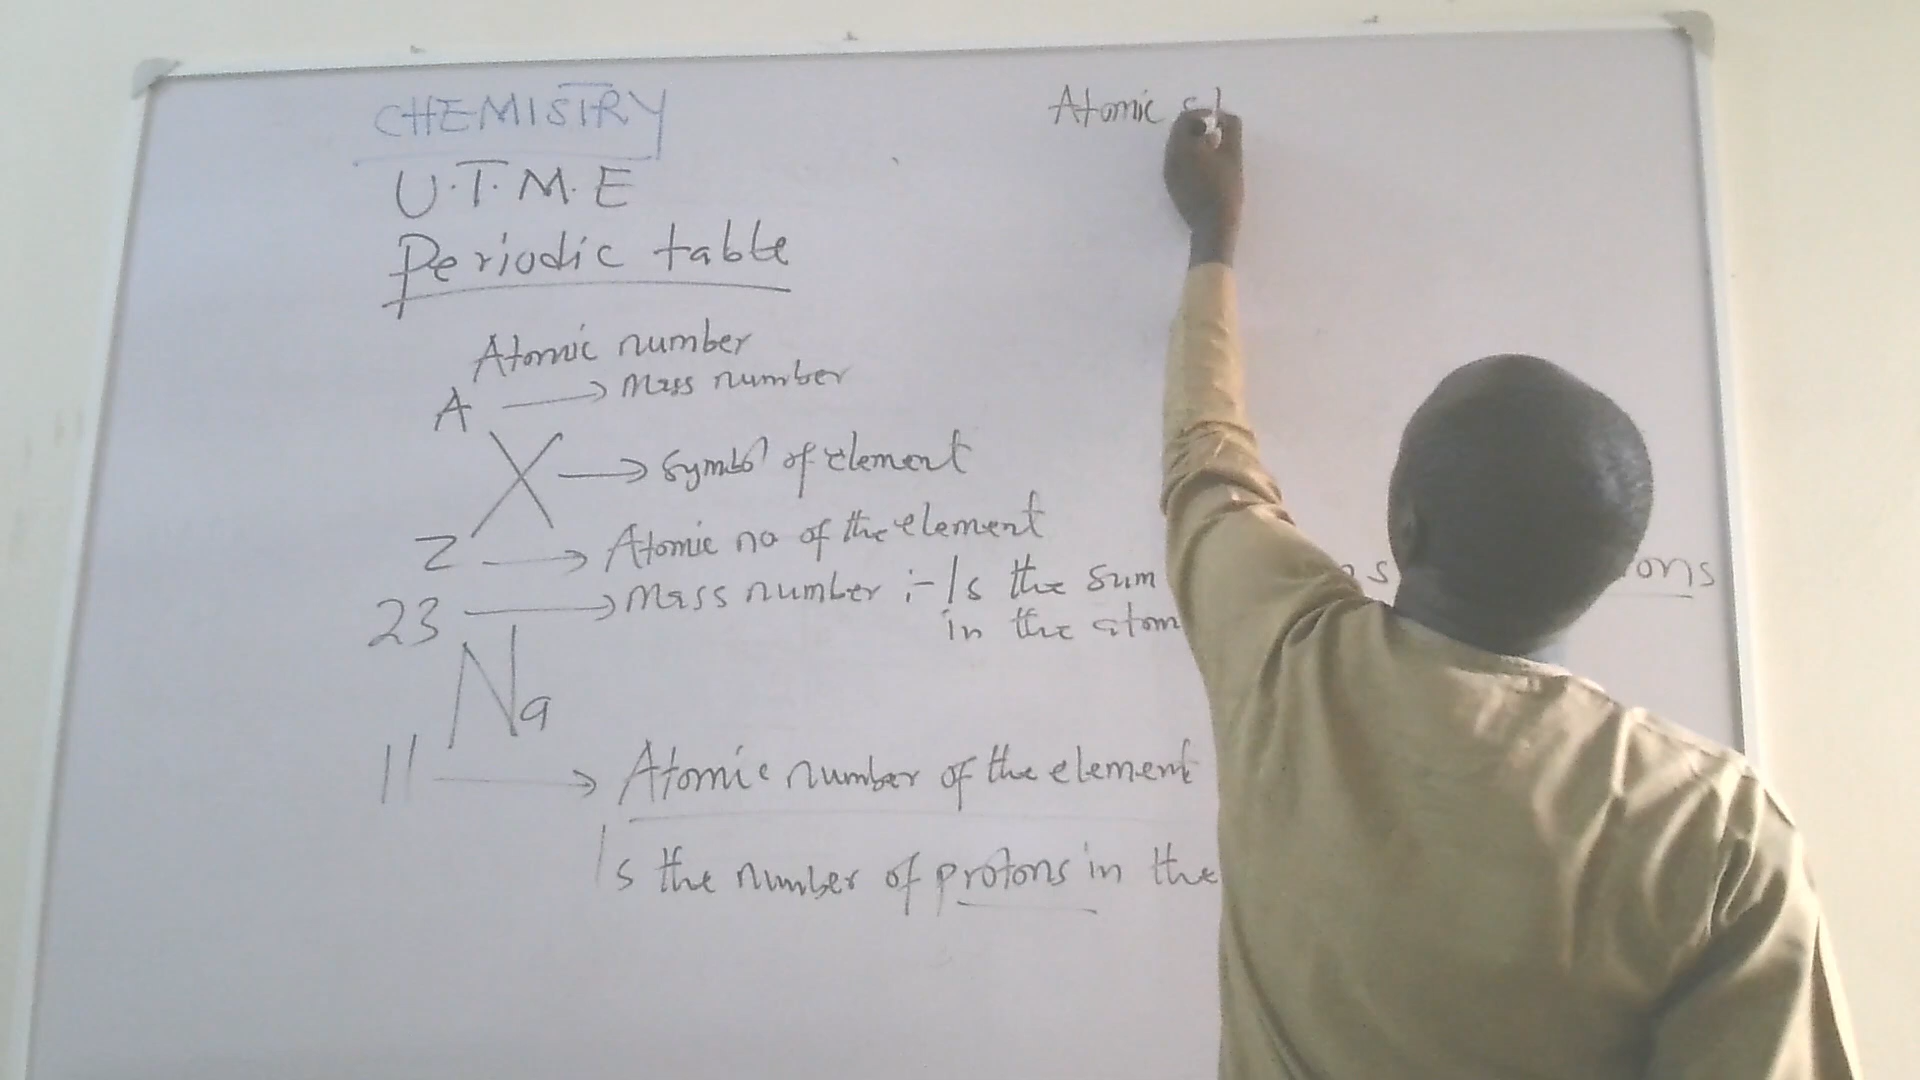 CHEMISTRY
U.T.M.E
Periodic table
Atomic number
A → Mass number
X → Symbol of element
Z → Atomic no of the element
23 → Mass number :- Is the sum
in the atom
Na
11 → Atomic number of the element
Is the number of protons in the
Atomic